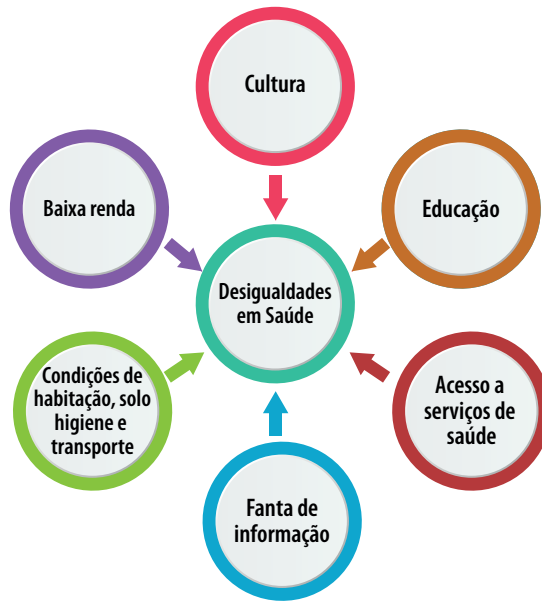 Cultura
Baixa renda
Educação
Desigualdades
em Saúde
Condições de
habitação, solo
higiene e
transporte
Acesso a
serviços de
saúde
Fanta de
informação